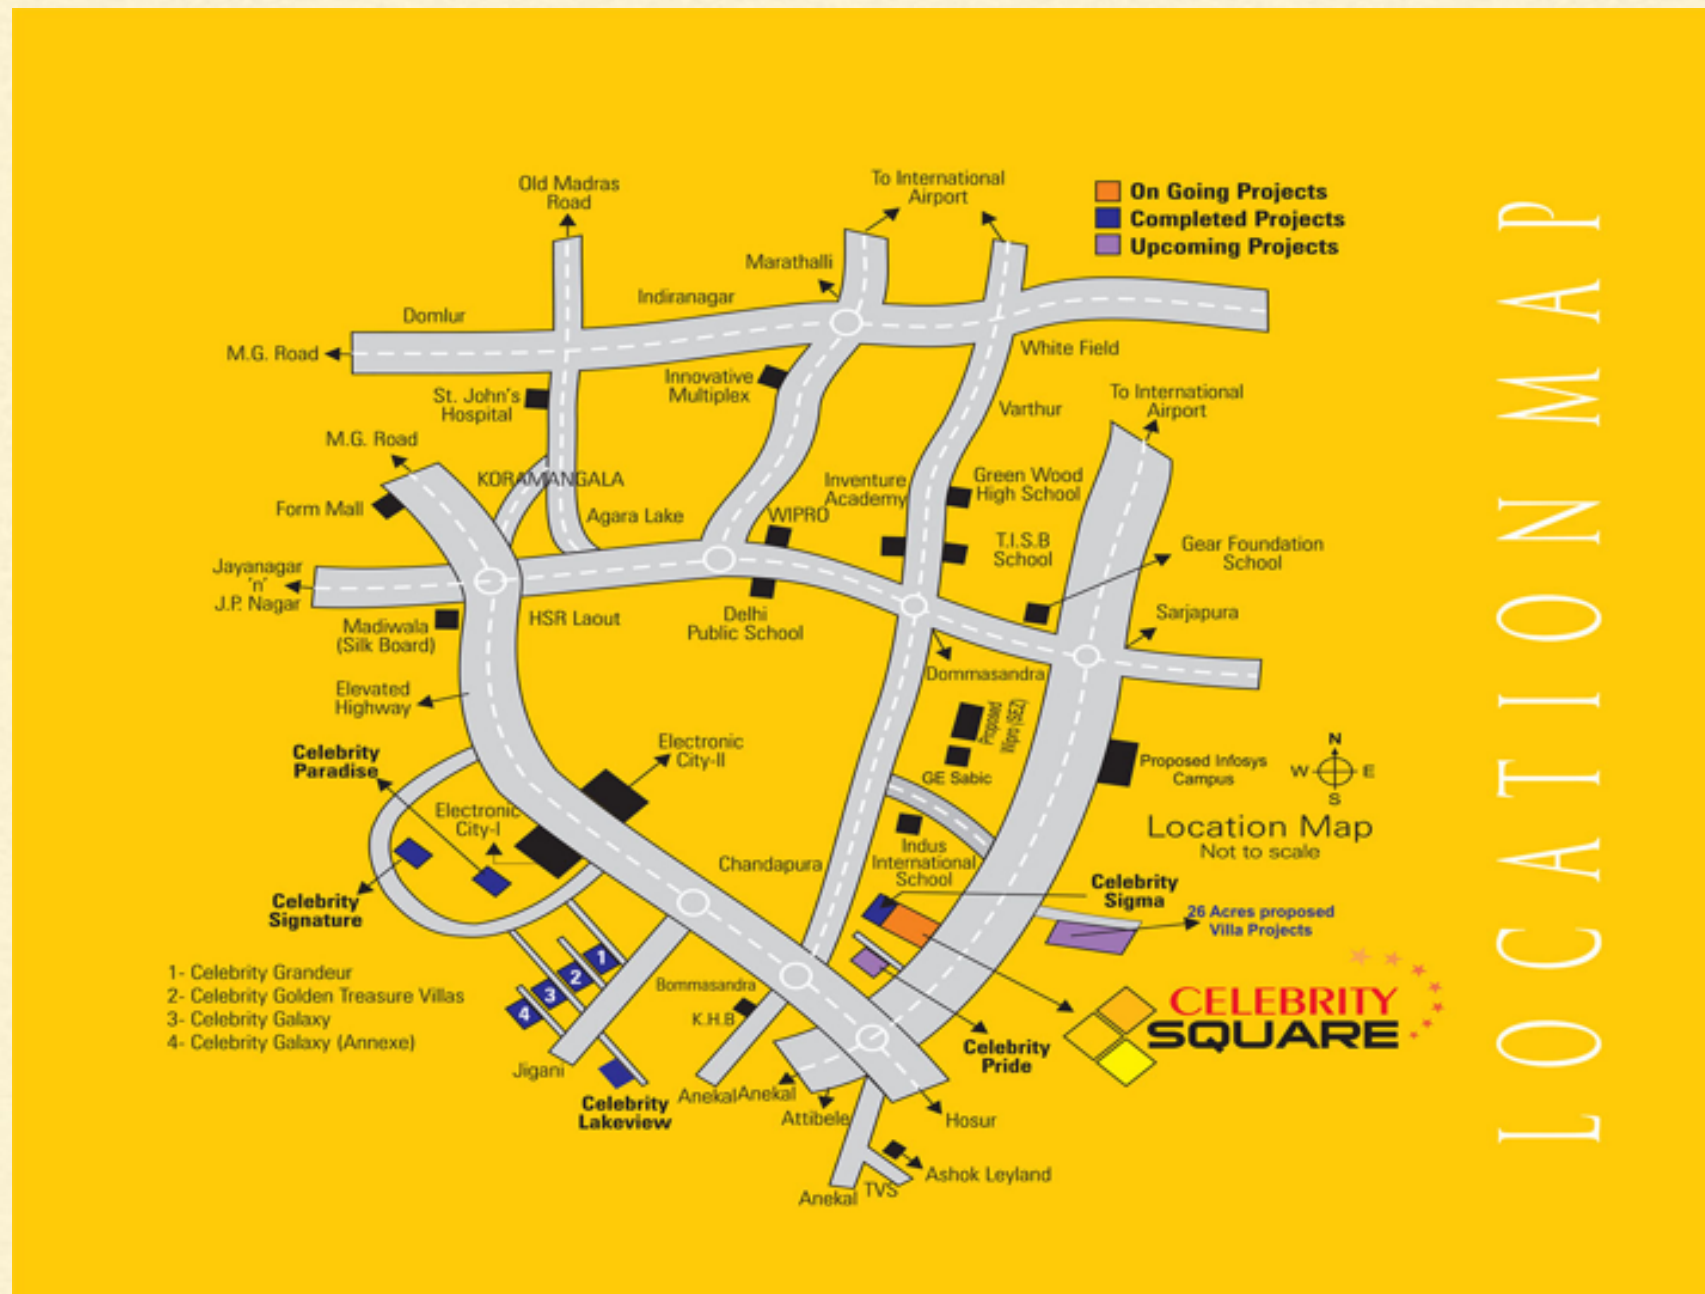 Old Madras
Road
To International
Airport
On Going Projects
Completed Projects
Upcoming Projects
Marathalli
Indiranagar
Domlur
M.G. Road
White Field
Innovative
Multiplex
St. John's
Hospital
To International
Airport
Varthur
M.G. Road
KORAMANGALA
Inventure
Academy
Green Wood
High School
Form Mall
Agara Lake
WIPRO
T.I.S.B
School
Gear Foundation
School
Jayanagar
'n'
J.P. Nagar
HSR Laout
Delhi
Public School
Sarjapura
Madiwala
(Silk Board)
Dommasandra
Elevated
Highway
Proposed
Wipro (SEZ)
Celebrity
Paradise
Electronic
City-II
GE Sabic
Proposed Infosys
Campus
N
W
E
S
Electronic
City-I
Location Map
Not to scale
Indus
International
School
Chandapura
Celebrity
Sigma
Celebrity
Signature
26 Acres proposed
Villa Projects
1- Celebrity Grandeur
2- Celebrity Golden Treasure Villas
3- Celebrity Galaxy
4- Celebrity Galaxy (Annexe)
1
2
3
4
Bommasandra
K.H.B
CELEBRITY
SQUARE
Celebrity
Pride
Jigani
Celebrity
Lakeview
Anekal
Anekal
Attibele
Hosur
Ashok Leyland
TVS
Anekal
LOCATION MAP